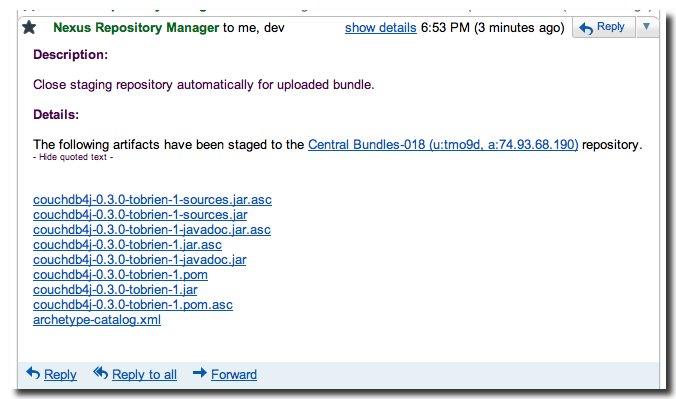 Nexus Repository Manager to me, dev show details 6:53 PM (3 minutes ago) Reply
Description:
Close staging repository automatically for uploaded bundle.
Details:
The following artifacts have been staged to the Central Bundles-018 (u:tmo9d, a:74.93.68.190) repository.
- Hide quoted text -
couchdb4j-0.3.0-tobrien-1-sources.jar.asc
couchdb4j-0.3.0-tobrien-1-sources.jar
couchdb4j-0.3.0-tobrien-1-javadoc.jar.asc
couchdb4j-0.3.0-tobrien-1.jar.asc
couchdb4j-0.3.0-tobrien-1-javadoc.jar
couchdb4j-0.3.0-tobrien-1.pom
couchdb4j-0.3.0-tobrien-1.jar
couchdb4j-0.3.0-tobrien-1.pom.asc
archetype-catalog.xml
Reply Reply to all Forward